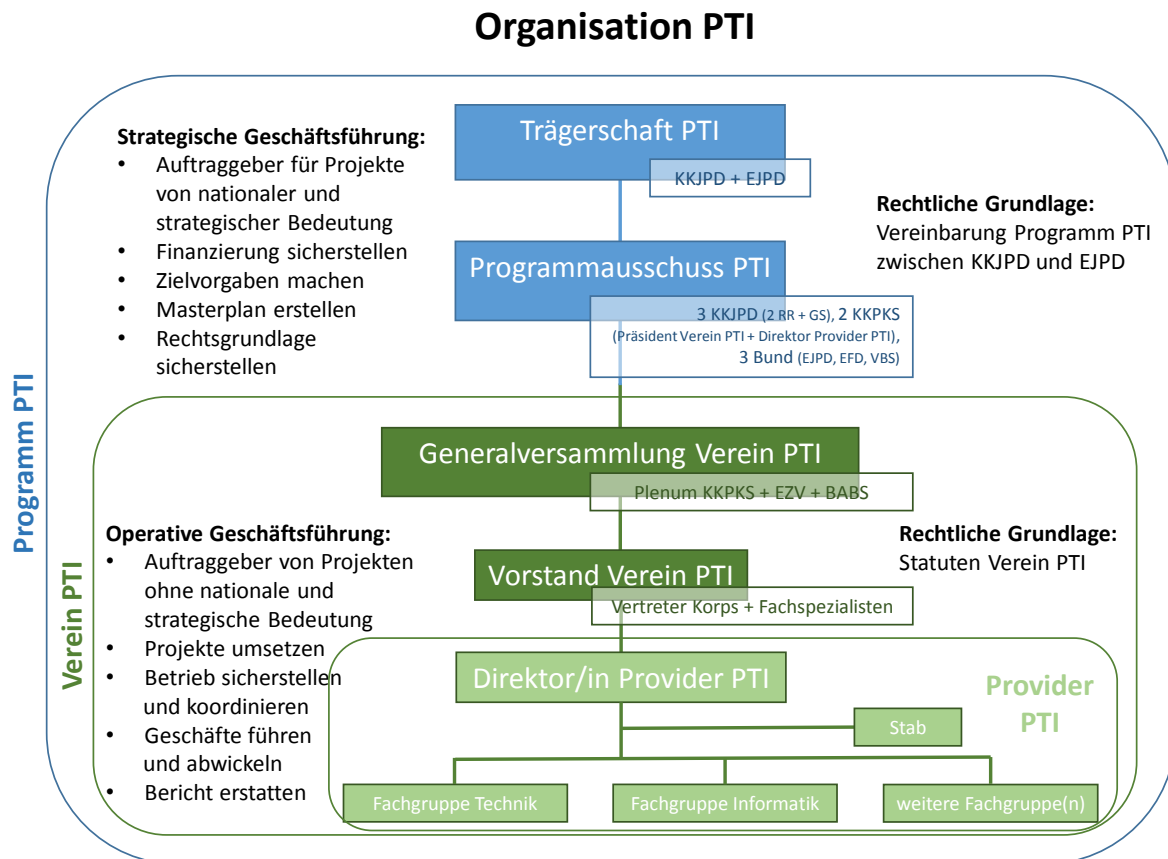 Organisation PTI
Programm PTI
Strategische Geschäftsführung:
• Auftraggeber für Projekte
von nationaler und
strategischer Bedeutung
• Finanzierung sicherstellen
• Zielvorgaben machen
• Masterplan erstellen
• Rechtsgrundlage
sicherstellen
Trägerschaft PTI
KKJPD + EJPD
Programmausschuss PTI
3 KKJPD (2 RR + GS), 2 KKPKS
(Präsident Verein PTI + Direktor Provider PTI),
3 Bund (EJPD, EFD, VBS)
Rechtliche Grundlage:
Vereinbarung Programm PTI
zwischen KKJPD und EJPD
Verein PTI
Generalversammlung Verein PTI
Plenum KKPKS + EZV + BABS
Operative Geschäftsführung:
• Auftraggeber von Projekten
ohne nationale und
strategische Bedeutung
• Projekte umsetzen
• Betrieb sicherstellen
und koordinieren
• Geschäfte führen
und abwickeln
• Bericht erstatten
Vorstand Verein PTI
Vertreter Korps + Fachspezialisten
Rechtliche Grundlage:
Statuten Verein PTI
Direktor/in Provider PTI
Provider
PTI
Stab
Fachgruppe Technik
Fachgruppe Informatik
weitere Fachgruppe(n)